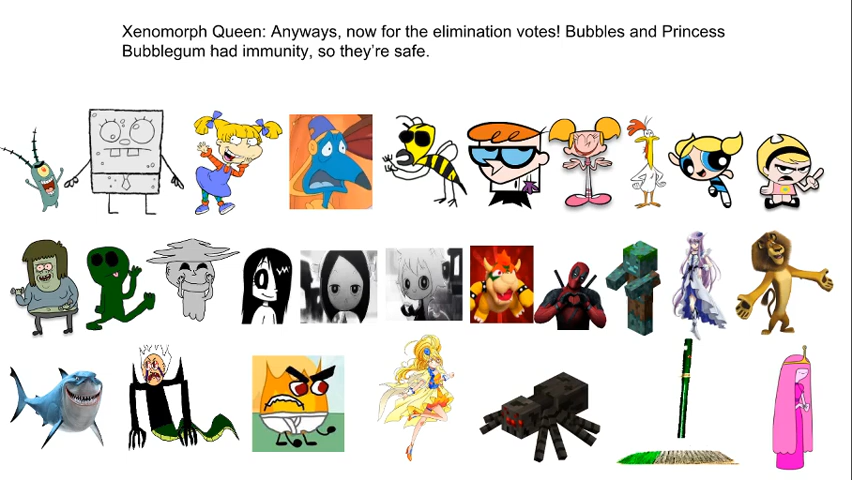 Xenomorph Queen: Anyways, now for the elimination votes! Bubbles and Princess
Bubblegum had immunity, so they’re safe.